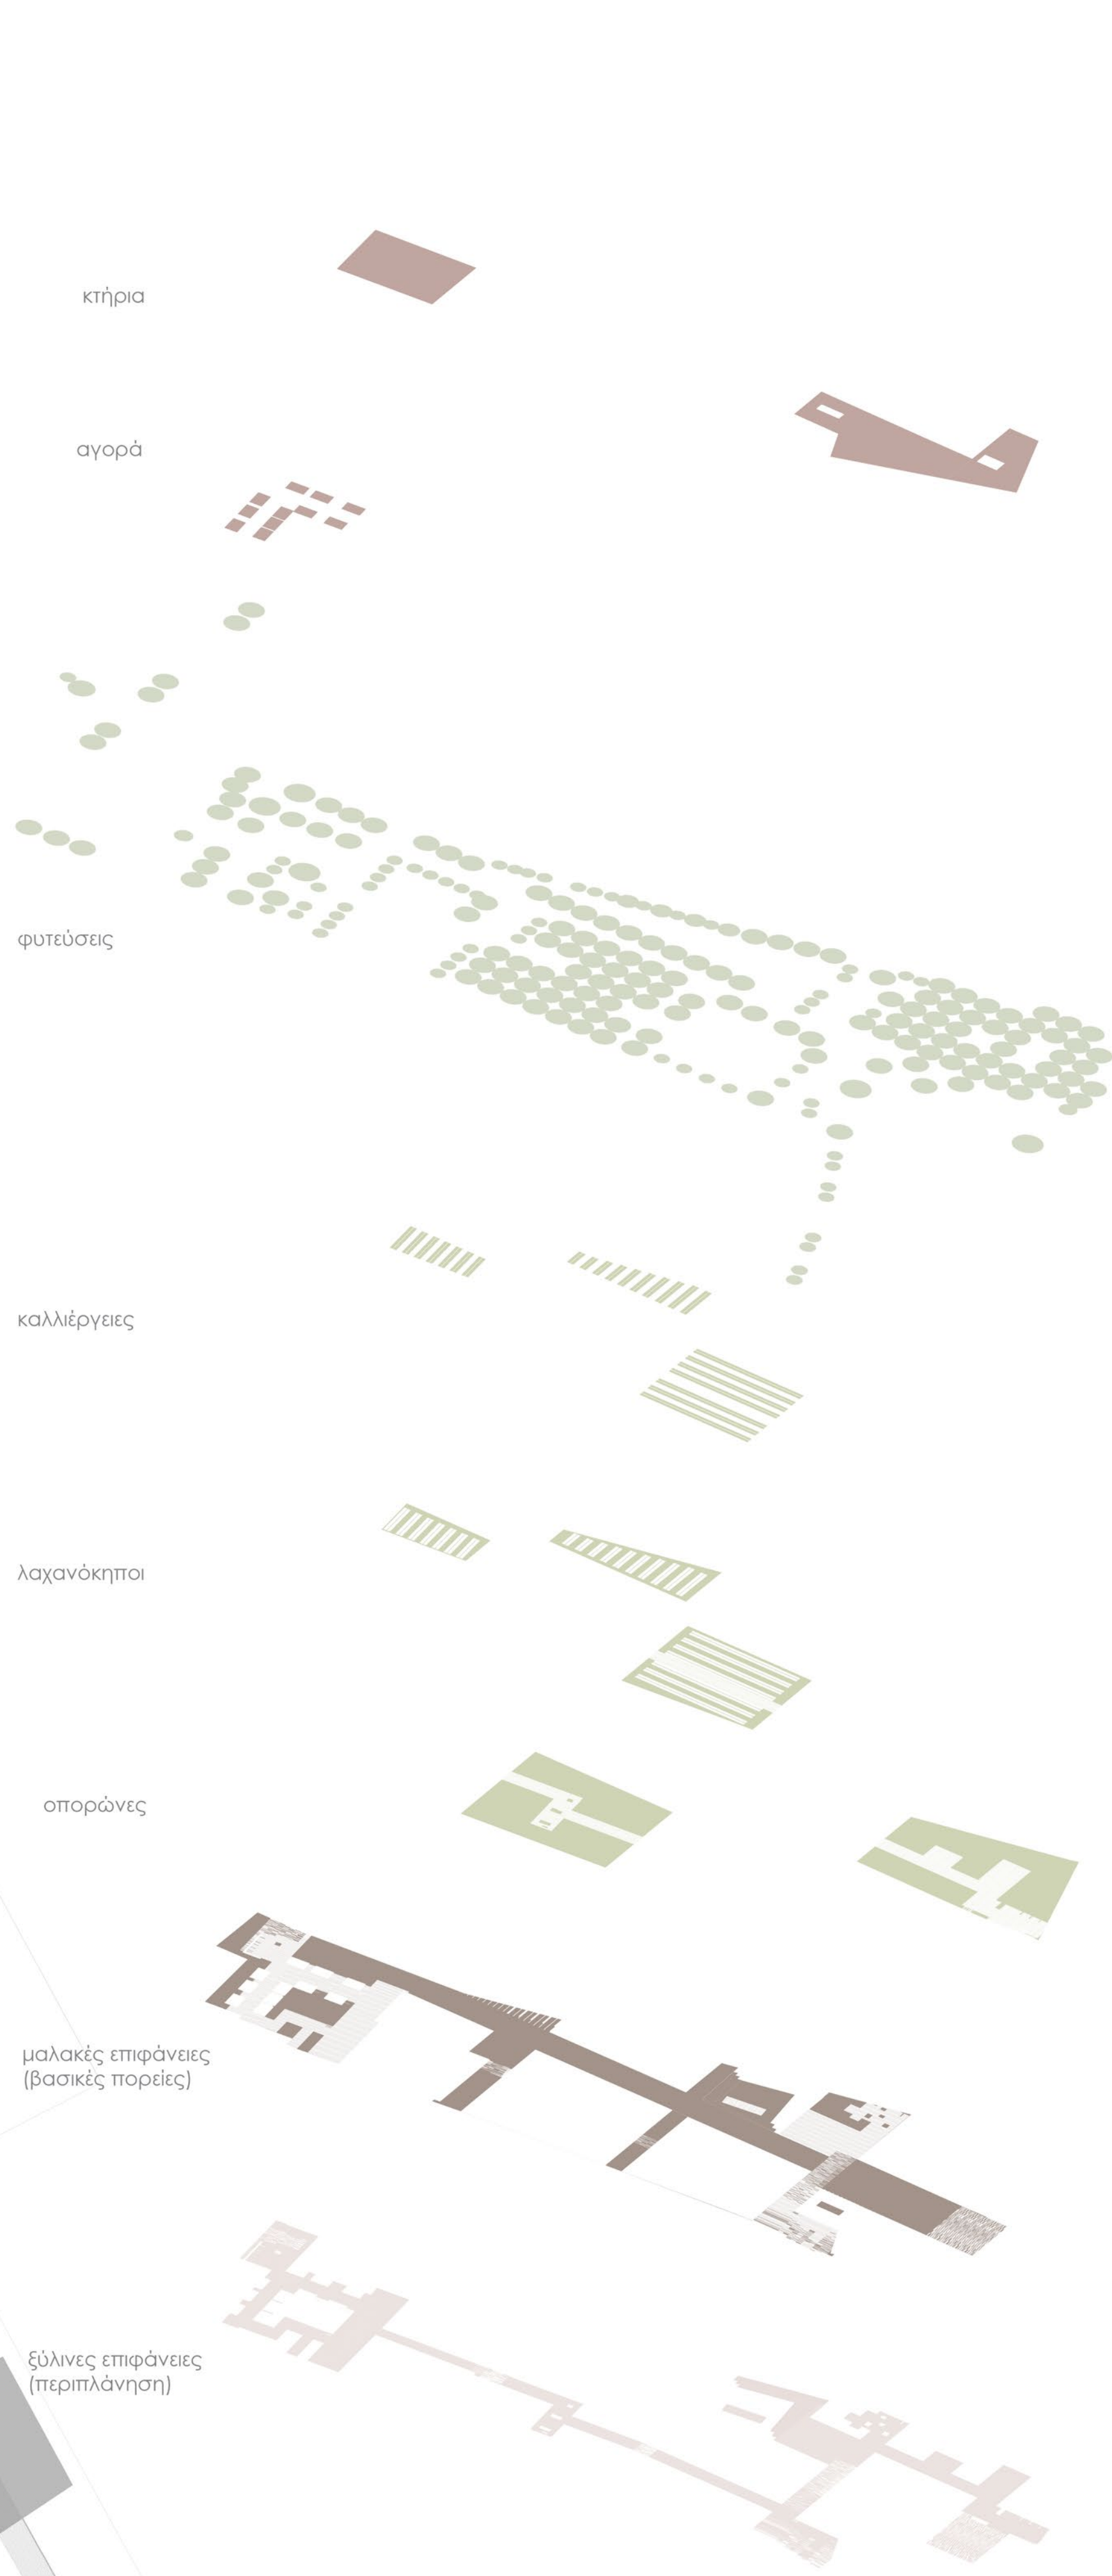 κτήρια
αγορά
φυτεύσεις
καλλιέργειες
λαχανόκηποι
οπορώνες
μαλακές επιφάνειες
(βασικές πορείες)
ξύλινες επιφάνειες
(περιπλάνηση)